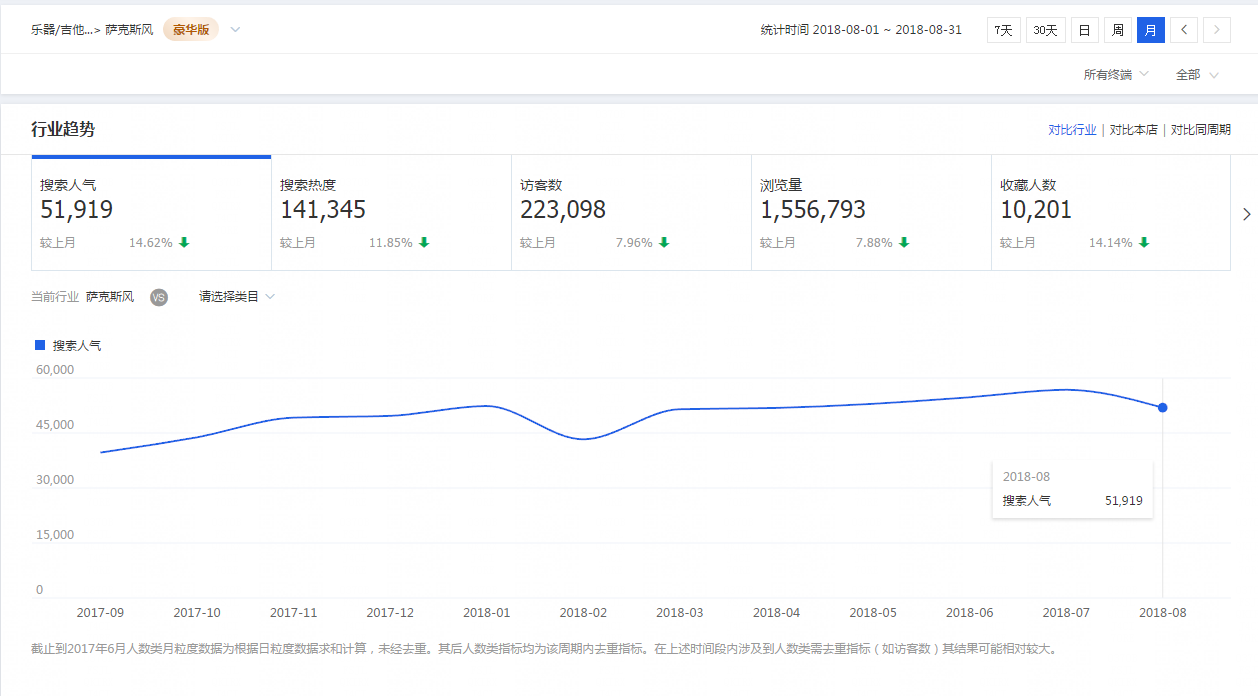 乐器/吉他...> 萨克斯风 豪华版 统计时间 2018-08-01 ~ 2018-08-31 7天 30天 日 周 月
所有终端 全部
行业趋势 对比行业 | 对比本店 | 对比同周期
搜索人气 搜索热度 访客数 浏览量 收藏人数
51,919 141,345 223,098 1,556,793 10,201
较上月 14.62% 较上月 11.85% 较上月 7.96% 较上月 7.88% 较上月 14.14%
当前行业 萨克斯风 VS 请选择类目
搜索人气
60,000
45,000
30,000
15,000
0
2018-08
搜索人气 51,919
2017-09 2017-10 2017-11 2017-12 2018-01 2018-02 2018-03 2018-04 2018-05 2018-06 2018-07 2018-08
截止到2017年6月人数类月粒度数据为根据日粒度数据求和计算，未经去重。其后人数类指标均为该周期内去重指标。在上述时间段内涉及到人数类需去重指标（如访客数）其结果可能相对较大。